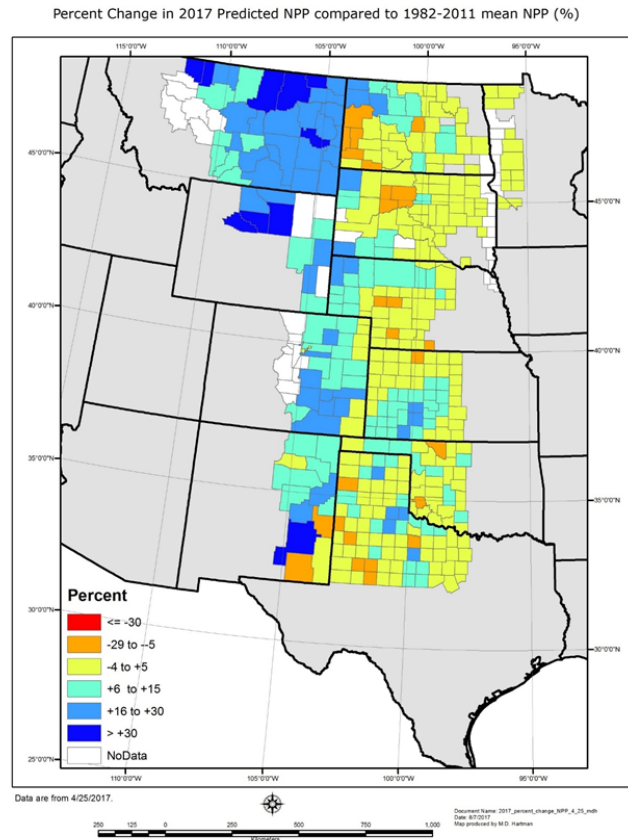 Percent Change in 2017 Predicted NPP compared to 1982-2011 mean NPP (%)
115°0'0"W 110°0'0"W 105°0'0"W 100°0'0"W 95°0'0"W
45°0'0"N
45°0'0"N
40°0'0"N
40°0'0"N
35°0'0"N
35°0'0"N
30°0'0"N
30°0'0"N
25°0'0"N
Percent
<= -30
-29 to --5
-4 to +5
+6 to +15
+16 to +30
> +30
NoData
110°0'0"W 105°0'0"W 100°0'0"W 95°0'0"W
Data are from 4/25/2017.
Document Name: 2017_percent_change_NPP_4_25_mdh
Date: 8/7/2017
Map produced by M.D. Hartman
250 125 0 250 500 750 1,000
Kilometers